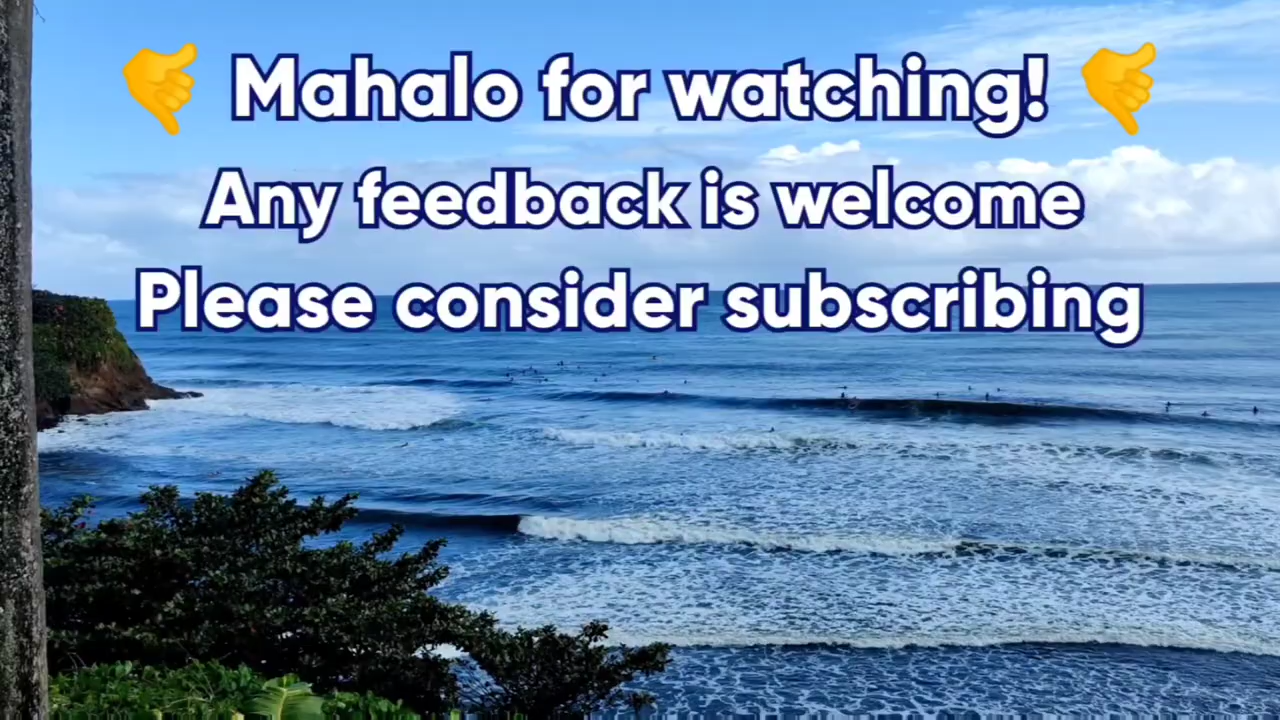 🤙 Mahalo for watching! 🤙
Any feedback is welcome
Please consider subscribing